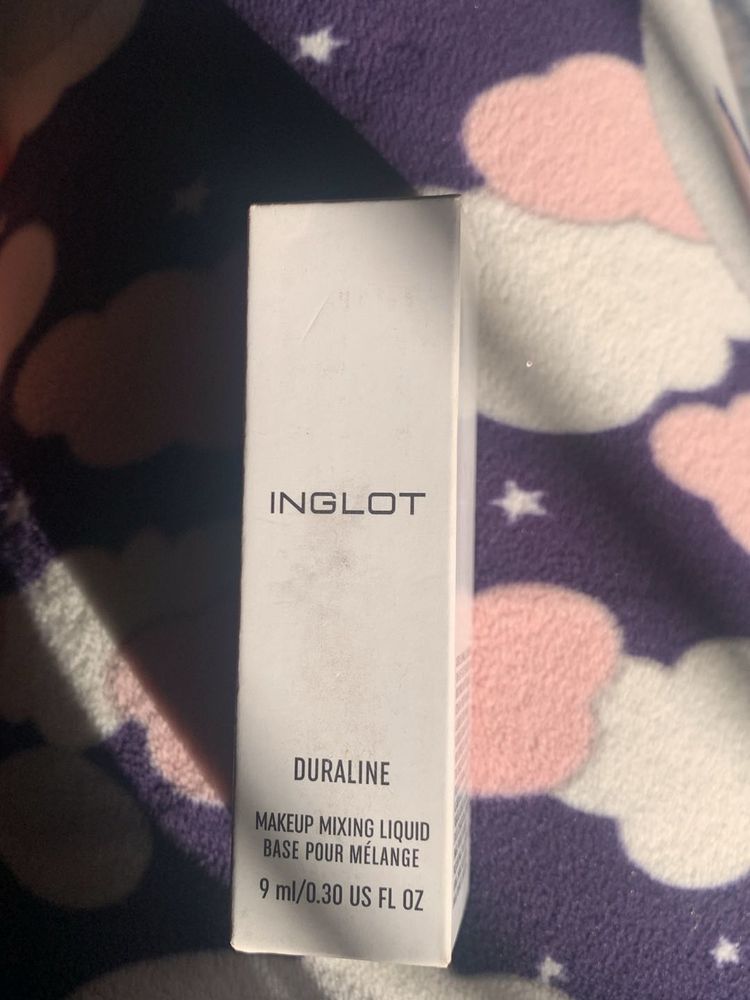 INGLOT
DURALINE
MAKEUP MIXING LIQUID
BASE POUR MÉLANGE
9 ml/0.30 US FL OZ